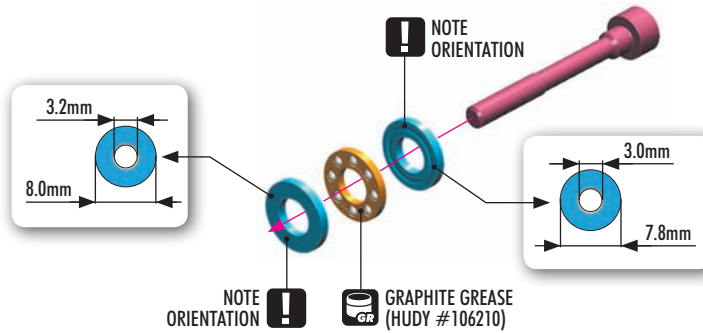 !
NOTE
ORIENTATION
3.2mm
8.0mm
3.0mm
7.8mm
NOTE
ORIENTATION
!
GR
GRAPHITE GREASE
(HUDY #106210)